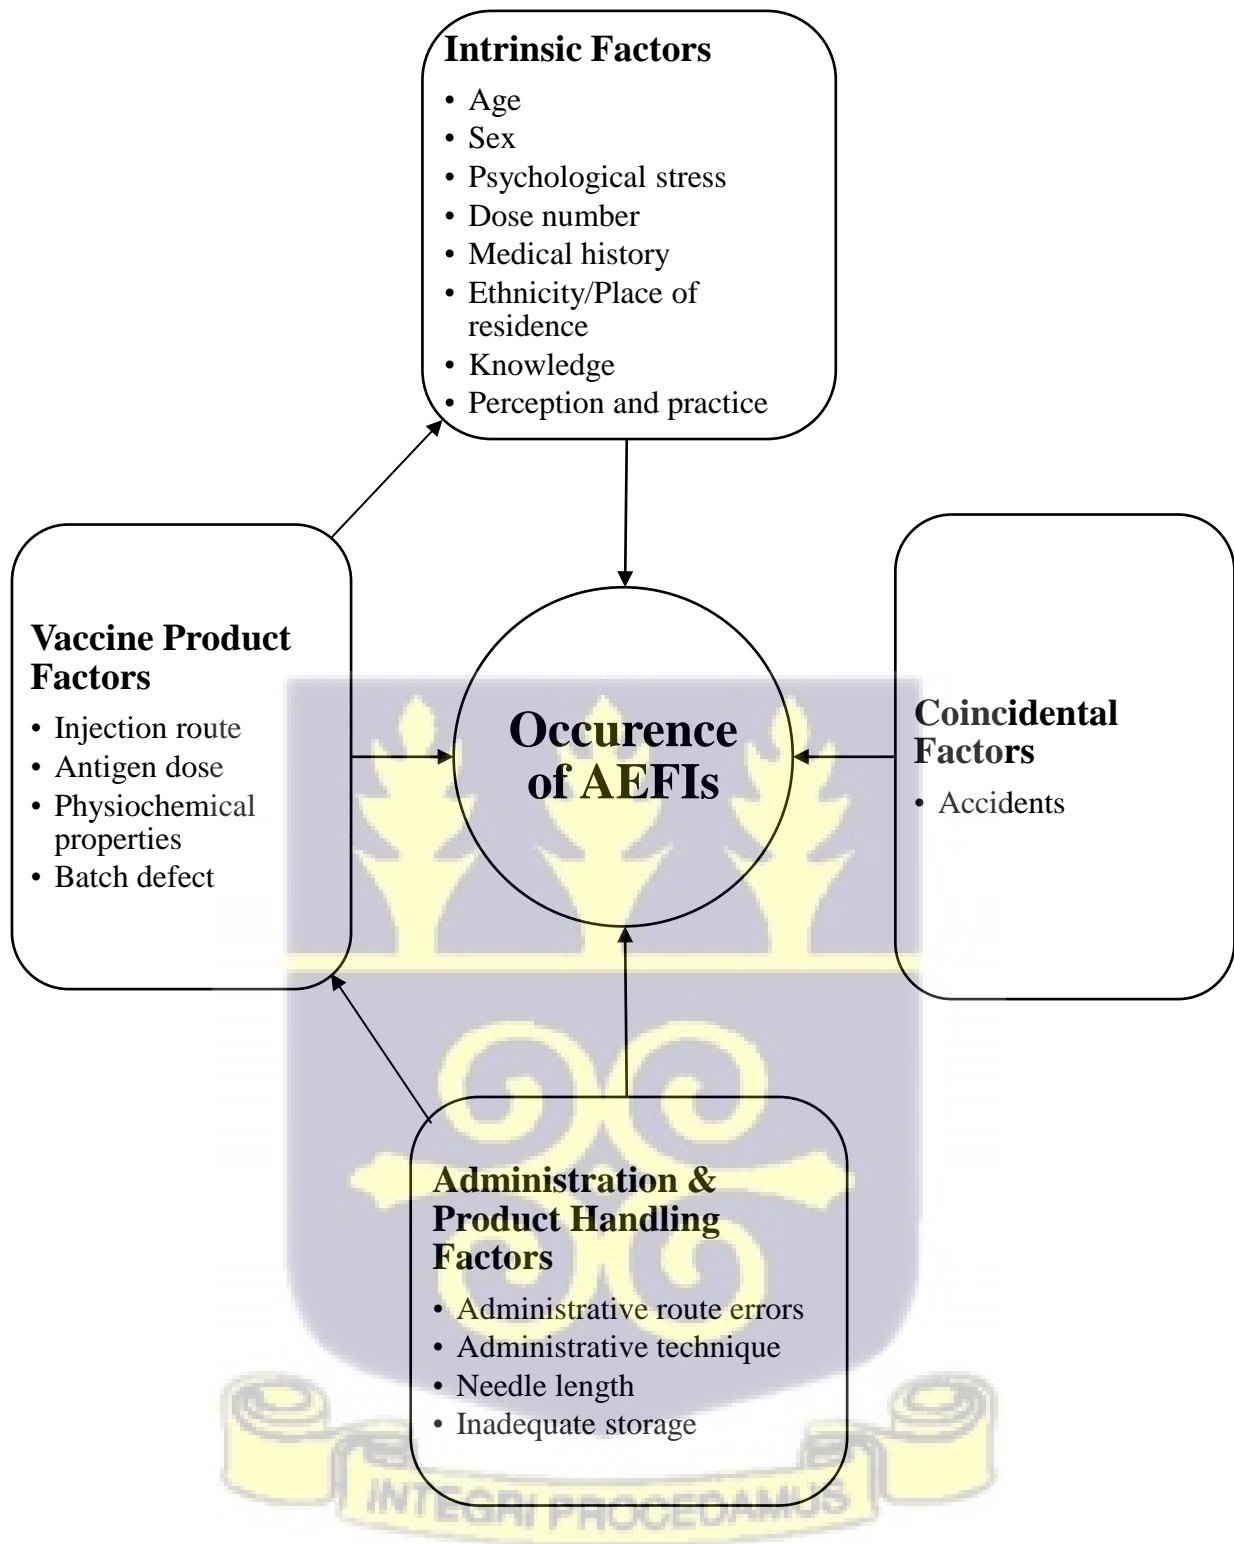 Intrinsic Factors
• Age
• Sex
• Psychological stress
• Dose number
• Medical history
• Ethnicity/Place of
residence
• Knowledge
• Perception and practice
Vaccine Product
Factors
• Injection route
• Antigen dose
• Physiochemical
properties
• Batch defect
Occurence
of AEFIs
Coincidental
Factors
• Accidents
Administration &
Product Handling
Factors
• Administrative route errors
• Administrative technique
• Needle length
• Inadequate storage
INTEGRI PROCEDAMUS